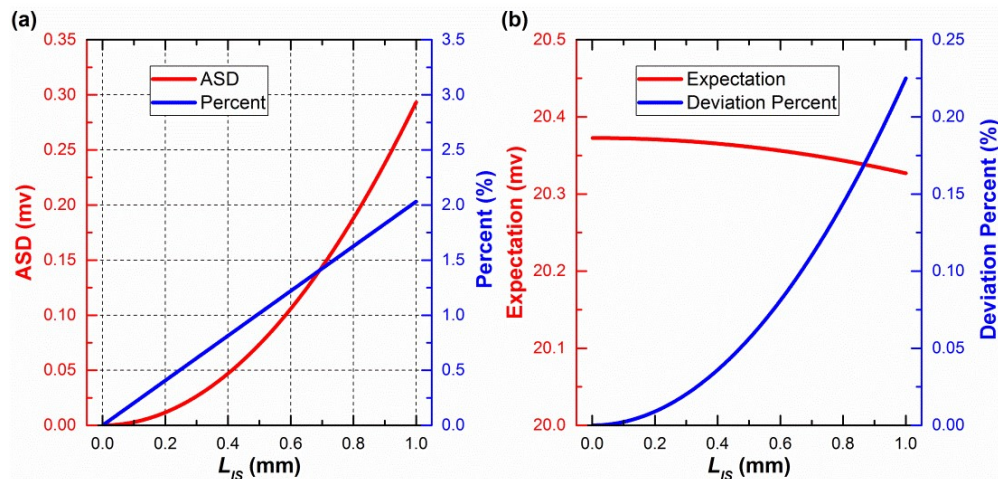 (a)
ASD
Percent
ASD (mv)
0.35
0.30
0.25
0.20
0.15
0.10
0.05
0.00
3.5
3.0
2.5
2.0
1.5
1.0
0.5
0.0
Percent (%)
0.0 0.2 0.4 0.6 0.8 1.0
L_IS (mm)
(b)
Expectation
Deviation Percent
Expectation (mv)
20.5
20.4
20.3
20.2
20.1
20.0
0.25
0.20
0.15
0.10
0.05
0.00
Deviation Percent (%)
0.0 0.2 0.4 0.6 0.8 1.0
L_IS (mm)